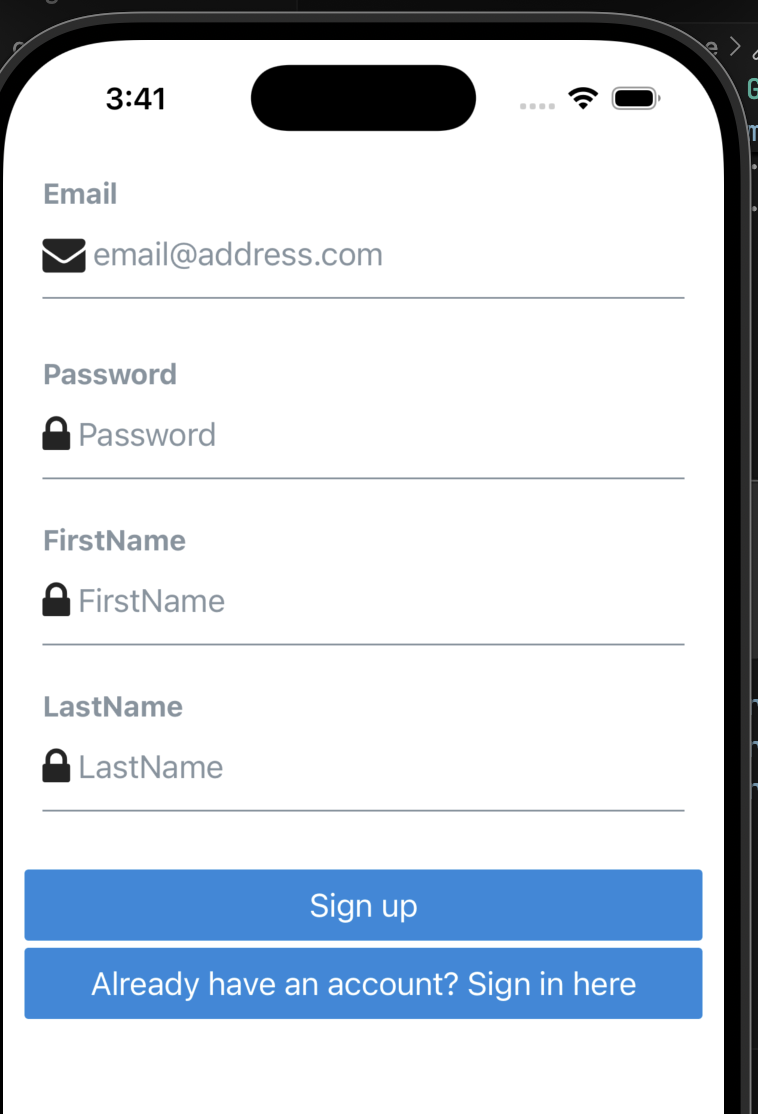 3:41
Email
email@address.com
Password
Password
FirstName
FirstName
LastName
LastName
Sign up
Already have an account? Sign in here